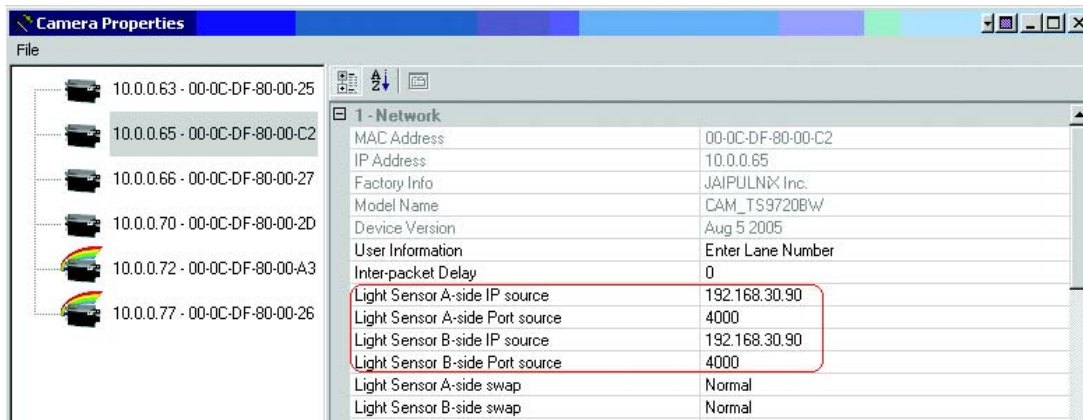 Camera Properties
File
10.0.0.63 - 00-0C-DF-80-00-25
10.0.0.65 - 00-0C-DF-80-00-C2
10.0.0.66 - 00-0C-DF-80-00-27
10.0.0.70 - 00-0C-DF-80-00-2D
10.0.0.72 - 00-0C-DF-80-00-A3
10.0.0.77 - 00-0C-DF-80-00-26
1 - Network
MAC Address 00-0C-DF-80-00-C2
IP Address 10.0.0.65
Factory Info JAIPULNiX Inc.
Model Name CAM_TS9720BW
Device Version Aug 5 2005
User Information Enter Lane Number
Inter-packet Delay 0
Light Sensor A-side IP source 192.168.30.90
Light Sensor A-side Port source 4000
Light Sensor B-side IP source 192.168.30.90
Light Sensor B-side Port source 4000
Light Sensor A-side swap Normal
Light Sensor B-side swap Normal